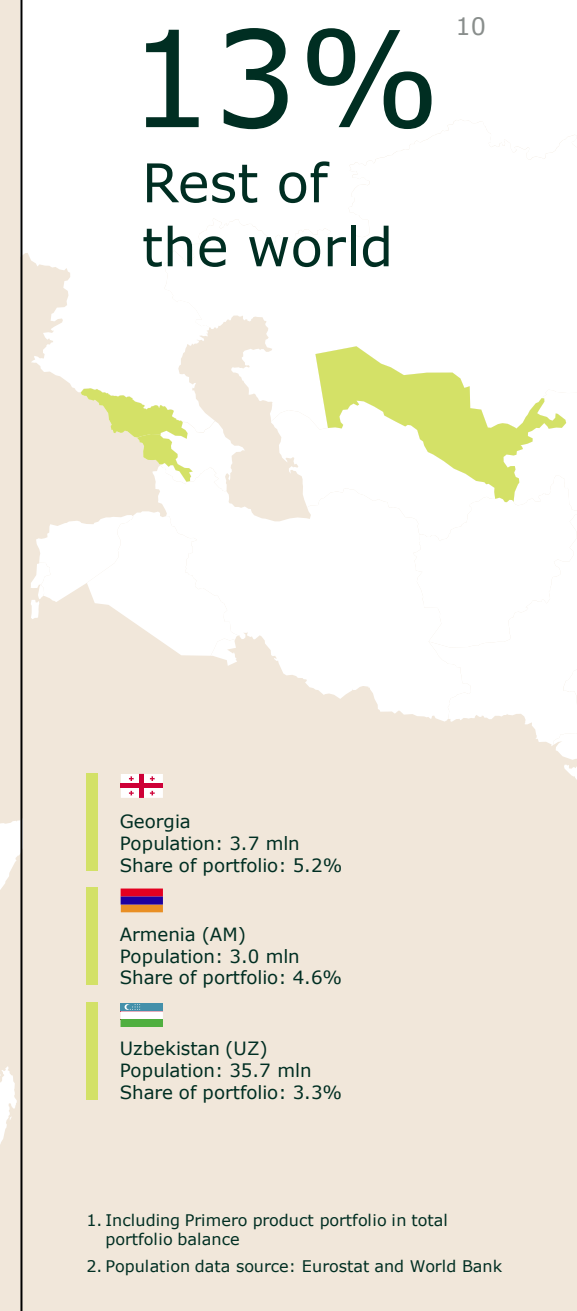 10
13%
Rest of
the world
Georgia
Population: 3.7 mln
Share of portfolio: 5.2%
Armenia (AM)
Population: 3.0 mln
Share of portfolio: 4.6%
Uzbekistan (UZ)
Population: 35.7 mln
Share of portfolio: 3.3%
1. Including Primero product portfolio in total
portfolio balance
2. Population data source: Eurostat and World Bank